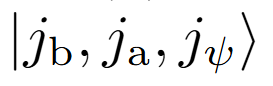 |j_b, j_a, j_ψ⟩